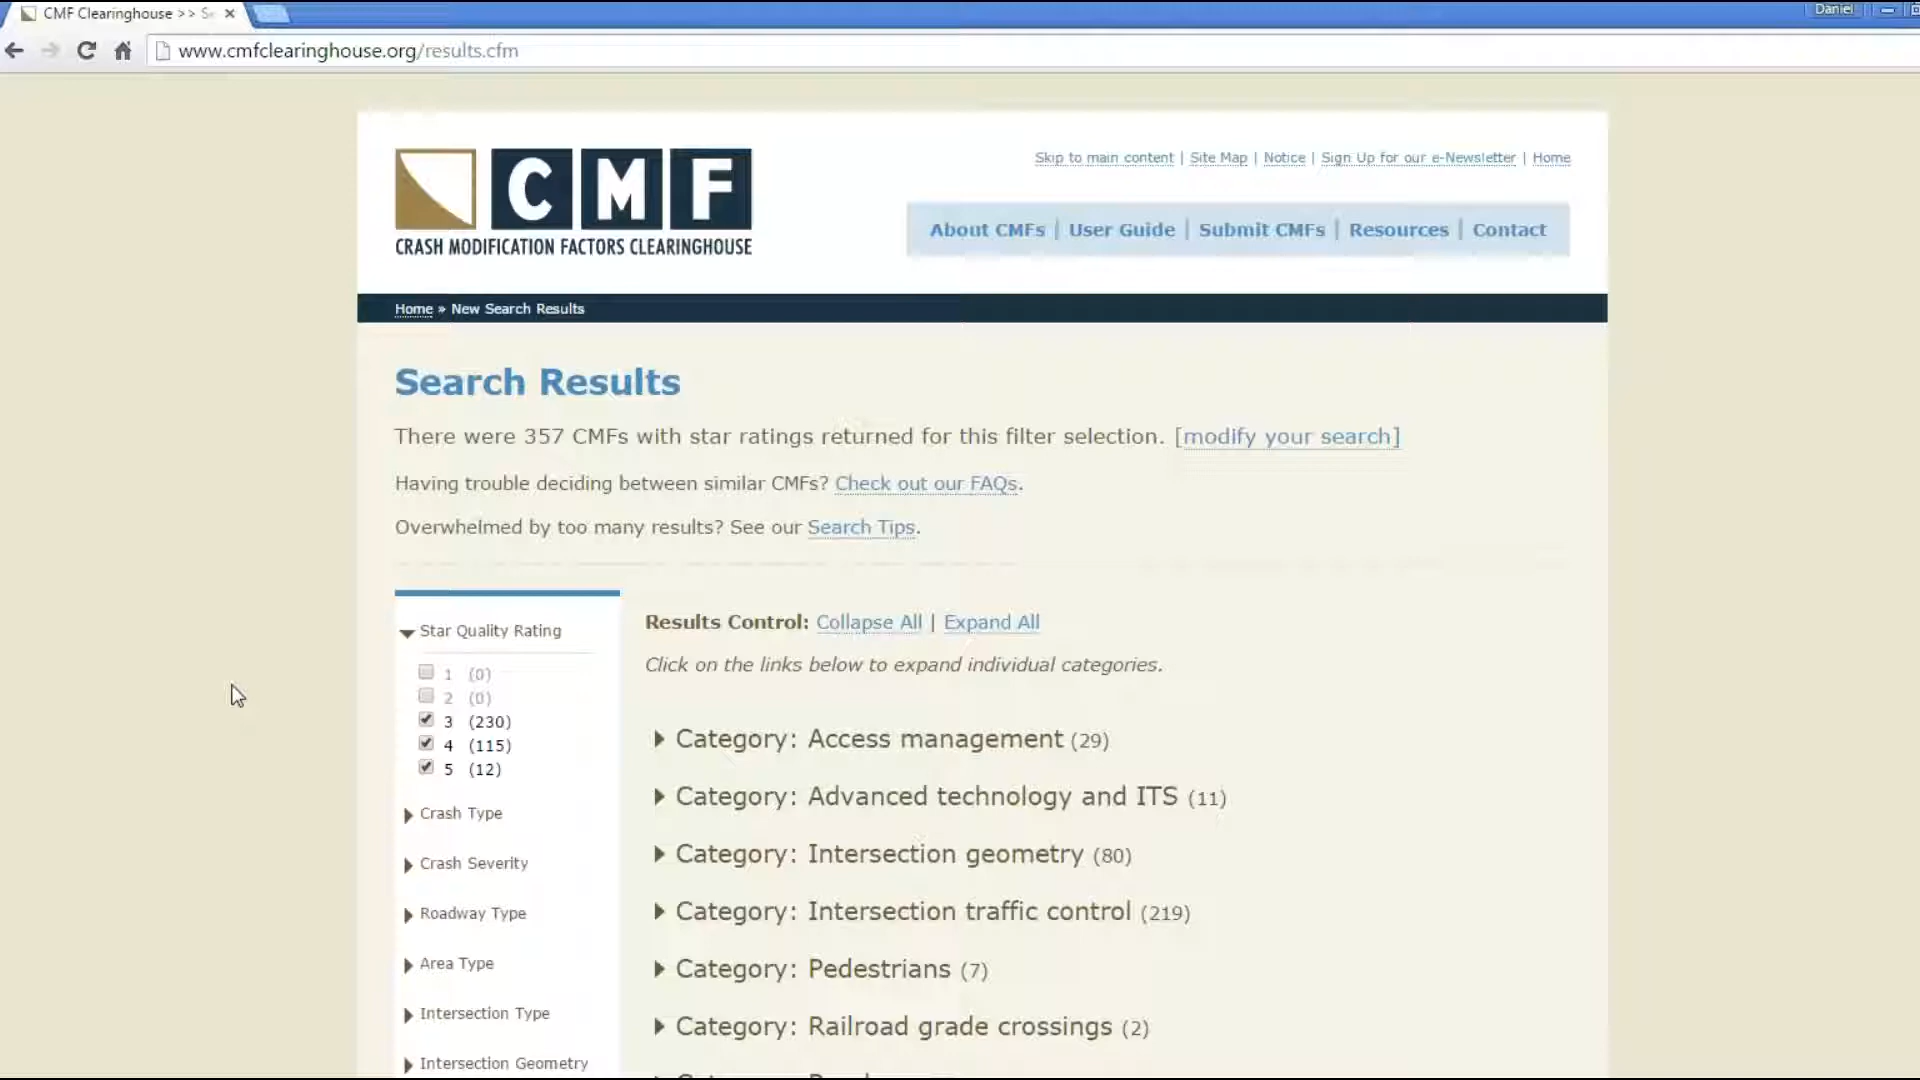 CMF Clearinghouse >> Se
Daniel
www.cmfclearinghouse.org/results.cfm
CMF
CRASH MODIFICATION FACTORS CLEARINGHOUSE
Skip to main content | Site Map | Notice | Sign Up for our e-Newsletter | Home
About CMFs | User Guide | Submit CMFs | Resources | Contact
Home » New Search Results
Search Results
There were 357 CMFs with star ratings returned for this filter selection. [modify your search]
Having trouble deciding between similar CMFs? Check out our FAQs.
Overwhelmed by too many results? See our Search Tips.
Star Quality Rating
1 (0)
2 (0)
3 (230)
4 (115)
5 (12)
Crash Type
Crash Severity
Roadway Type
Area Type
Intersection Type
Intersection Geometry
Results Control: Collapse All | Expand All
Click on the links below to expand individual categories.
Category: Access management (29)
Category: Advanced technology and ITS (11)
Category: Intersection geometry (80)
Category: Intersection traffic control (219)
Category: Pedestrians (7)
Category: Railroad grade crossings (2)